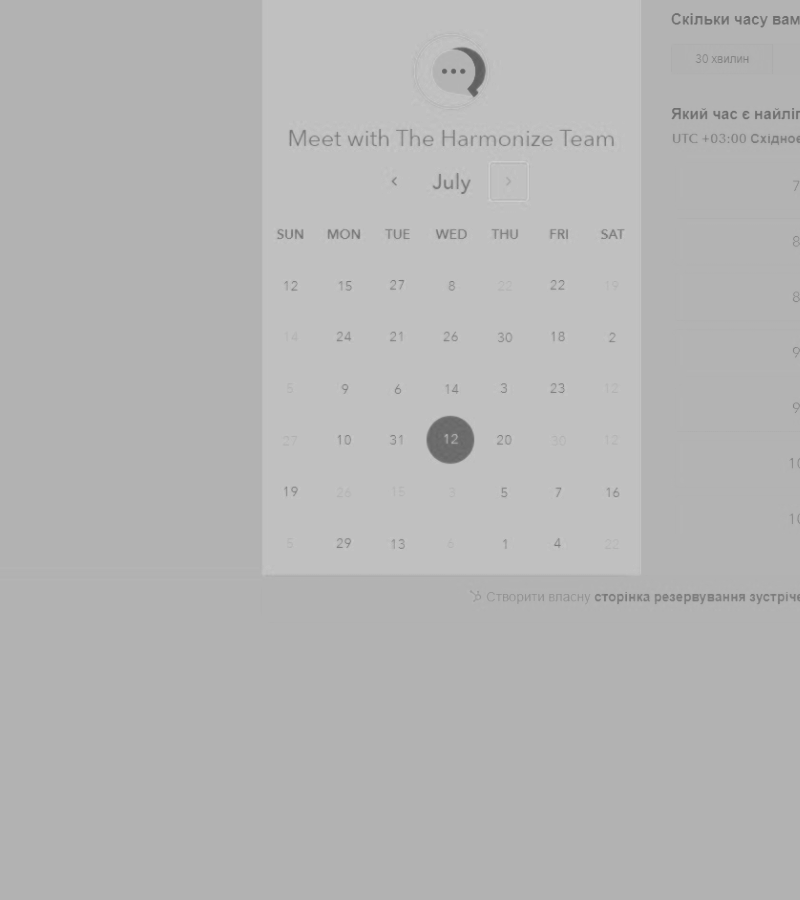 Meet with The Harmonize Team
July
SUN MON TUE WED THU FRI SAT
12 15 27 8 22 22 19
14 24 21 26 30 18 2
5 9 6 14 3 23 12
27 10 31 12 20 30 12
19 26 15 3 5 7 16
5 29 13 6 1 4 22
Скільки часу вам
30 хвилин
Який час є найліп
UTC +03:00 Східноє
7
8
8
9
9
10
10
Створити власну сторінка резервування зустріче